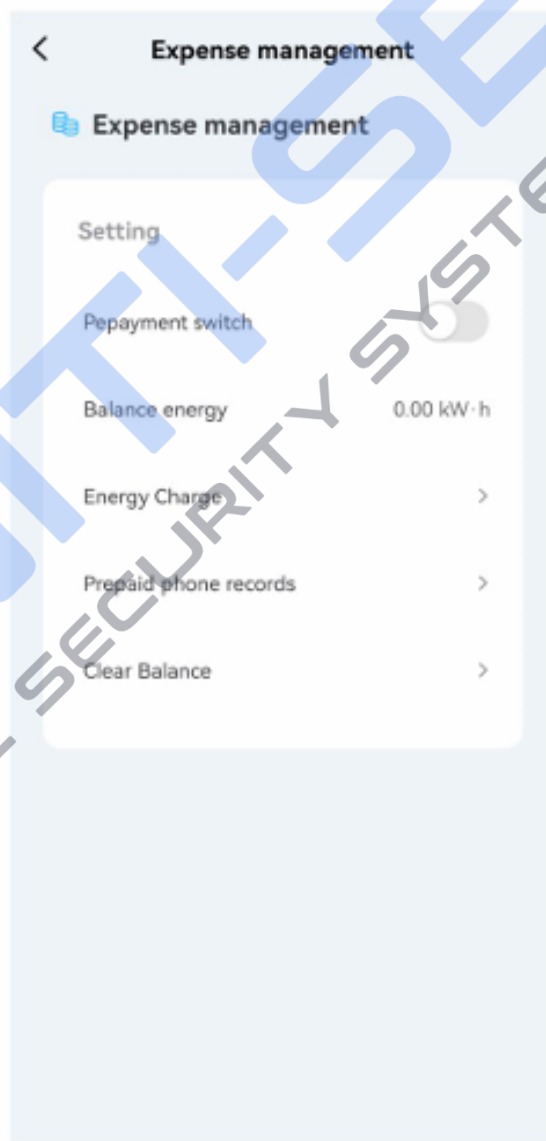 Expense management
Expense management
Setting
Pepayment switch
Balance energy 0.00 kW·h
Energy Charge
Prepaid phone records
Clear Balance
SECURITY SYSTE